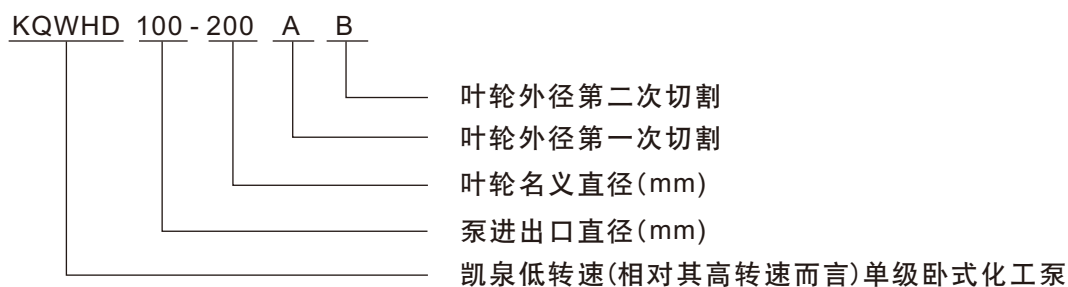 KQWHD 100 - 200 A B
叶轮外径第二次切割
叶轮外径第一次切割
叶轮名义直径(mm)
泵进出口直径(mm)
凯泉低转速(相对其高转速而言)单级卧式化工泵